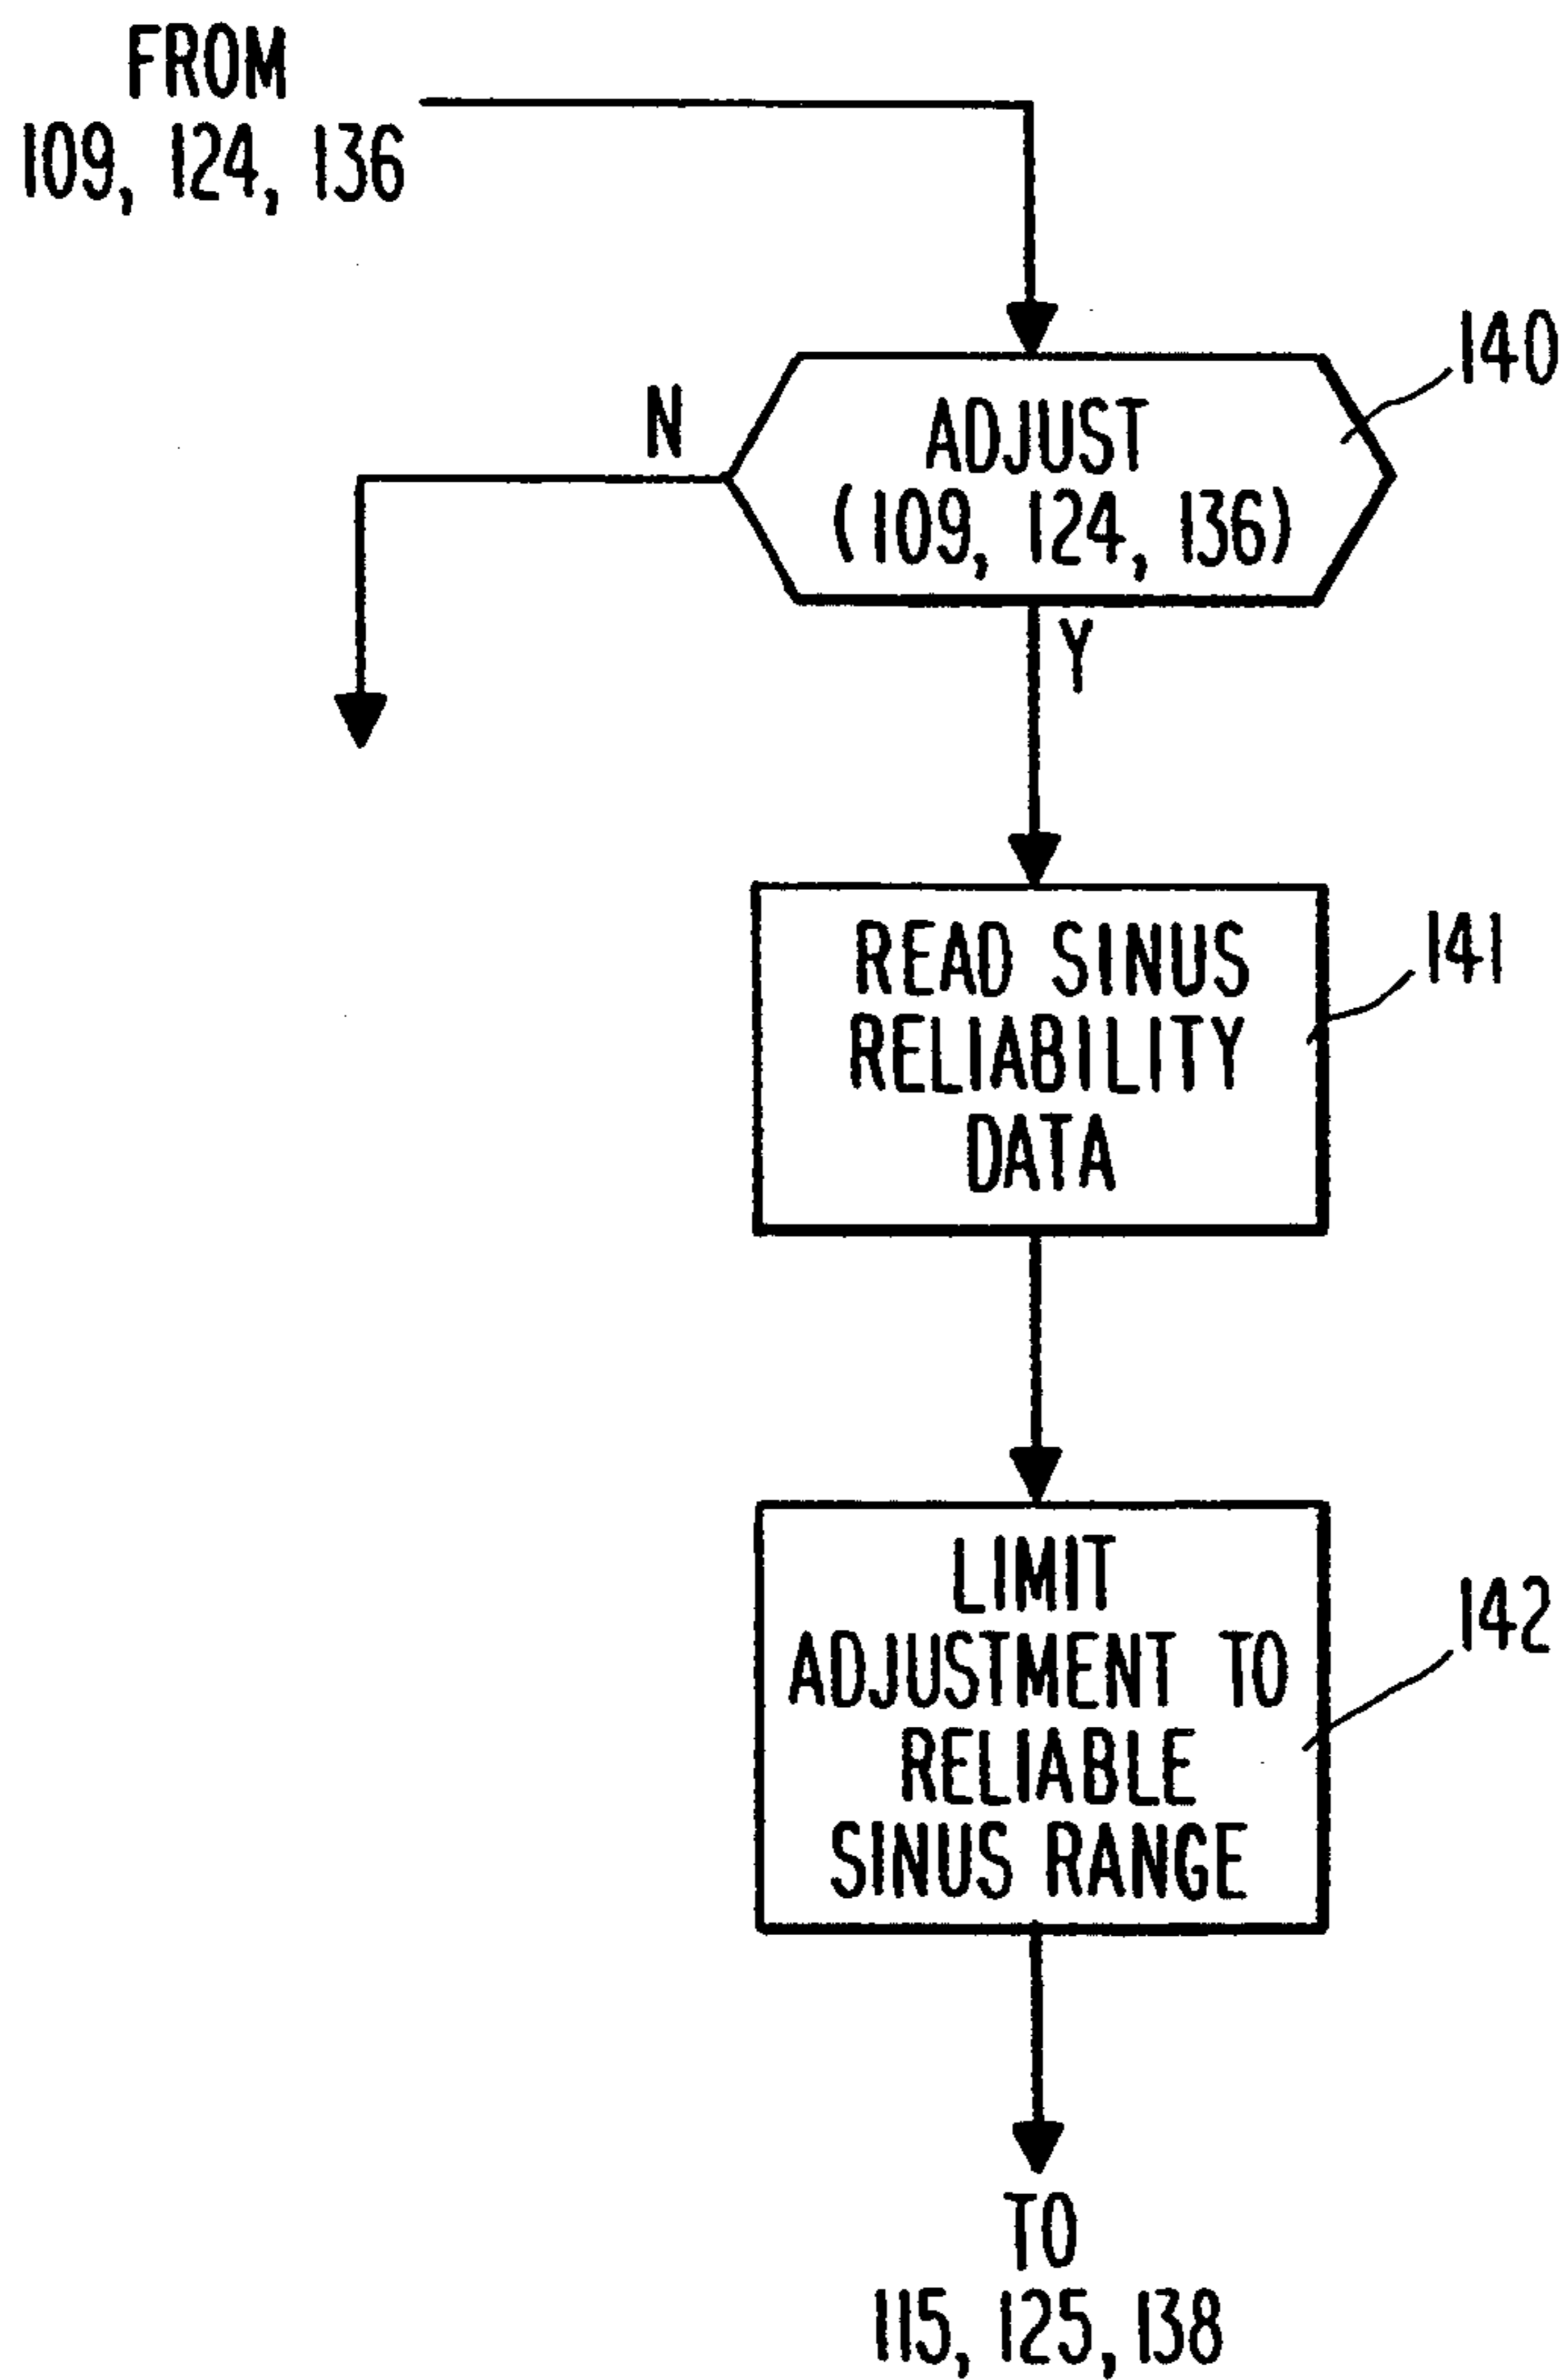 FROM
109, 124, 136
140
N
ADJUST
(109, 124, 136)
Y
141
READ SINUS
RELIABILITY
DATA
142
LIMIT
ADJUSTMENT TO
RELIABLE
SINUS RANGE
TO
115, 125, 138